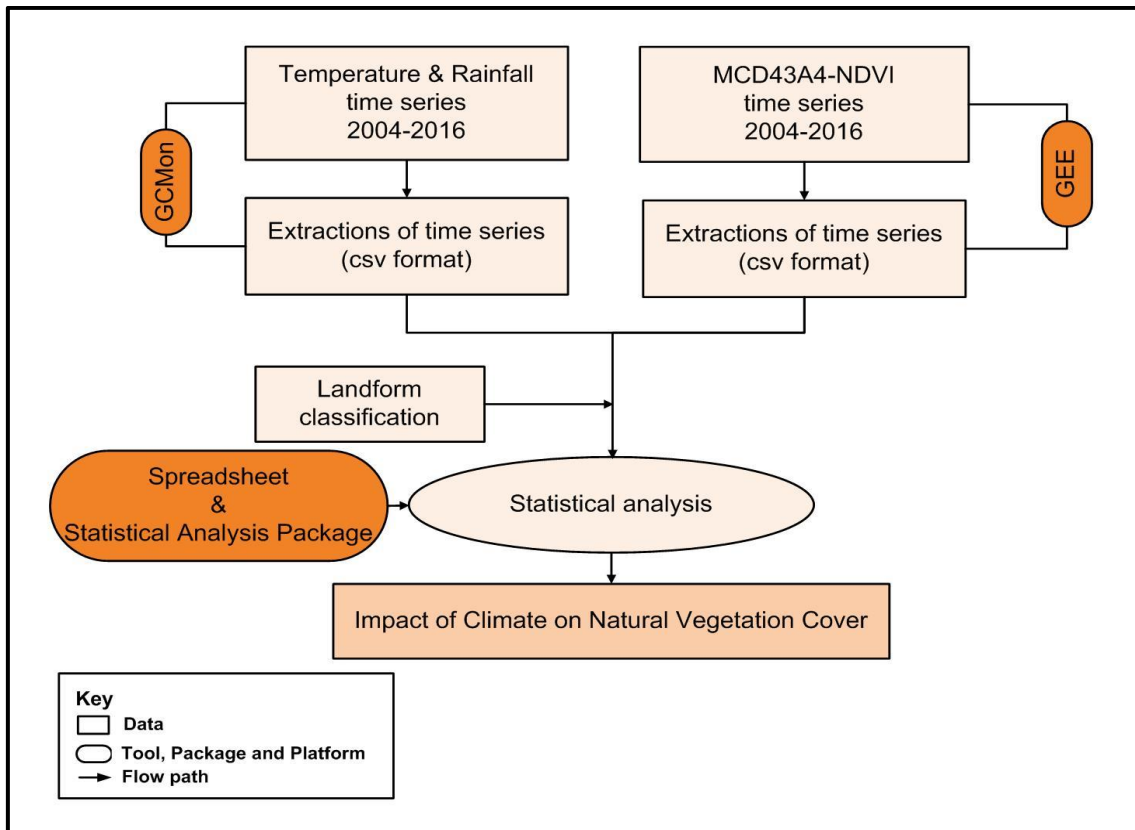 Temperature & Rainfall
time series
2004-2016
MCD43A4-NDVI
time series
2004-2016
GCMon
GEE
Extractions of time series
(csv format)
Extractions of time series
(csv format)
Landform
classification
Spreadsheet
&
Statistical Analysis Package
Statistical analysis
Impact of Climate on Natural Vegetation Cover
Key
Data
Tool, Package and Platform
Flow path